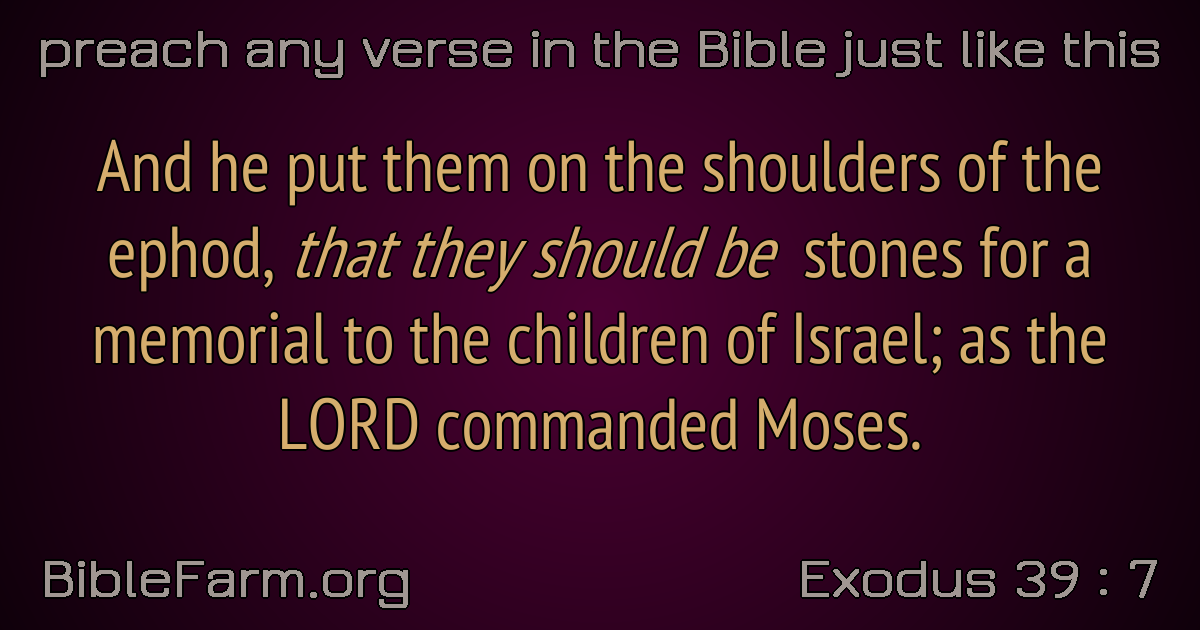 preach any verse in the Bible just like this
And he put them on the shoulders of the
ephod, that they should be stones for a
memorial to the children of Israel; as the
LORD commanded Moses.
BibleFarm.org
Exodus 39 : 7